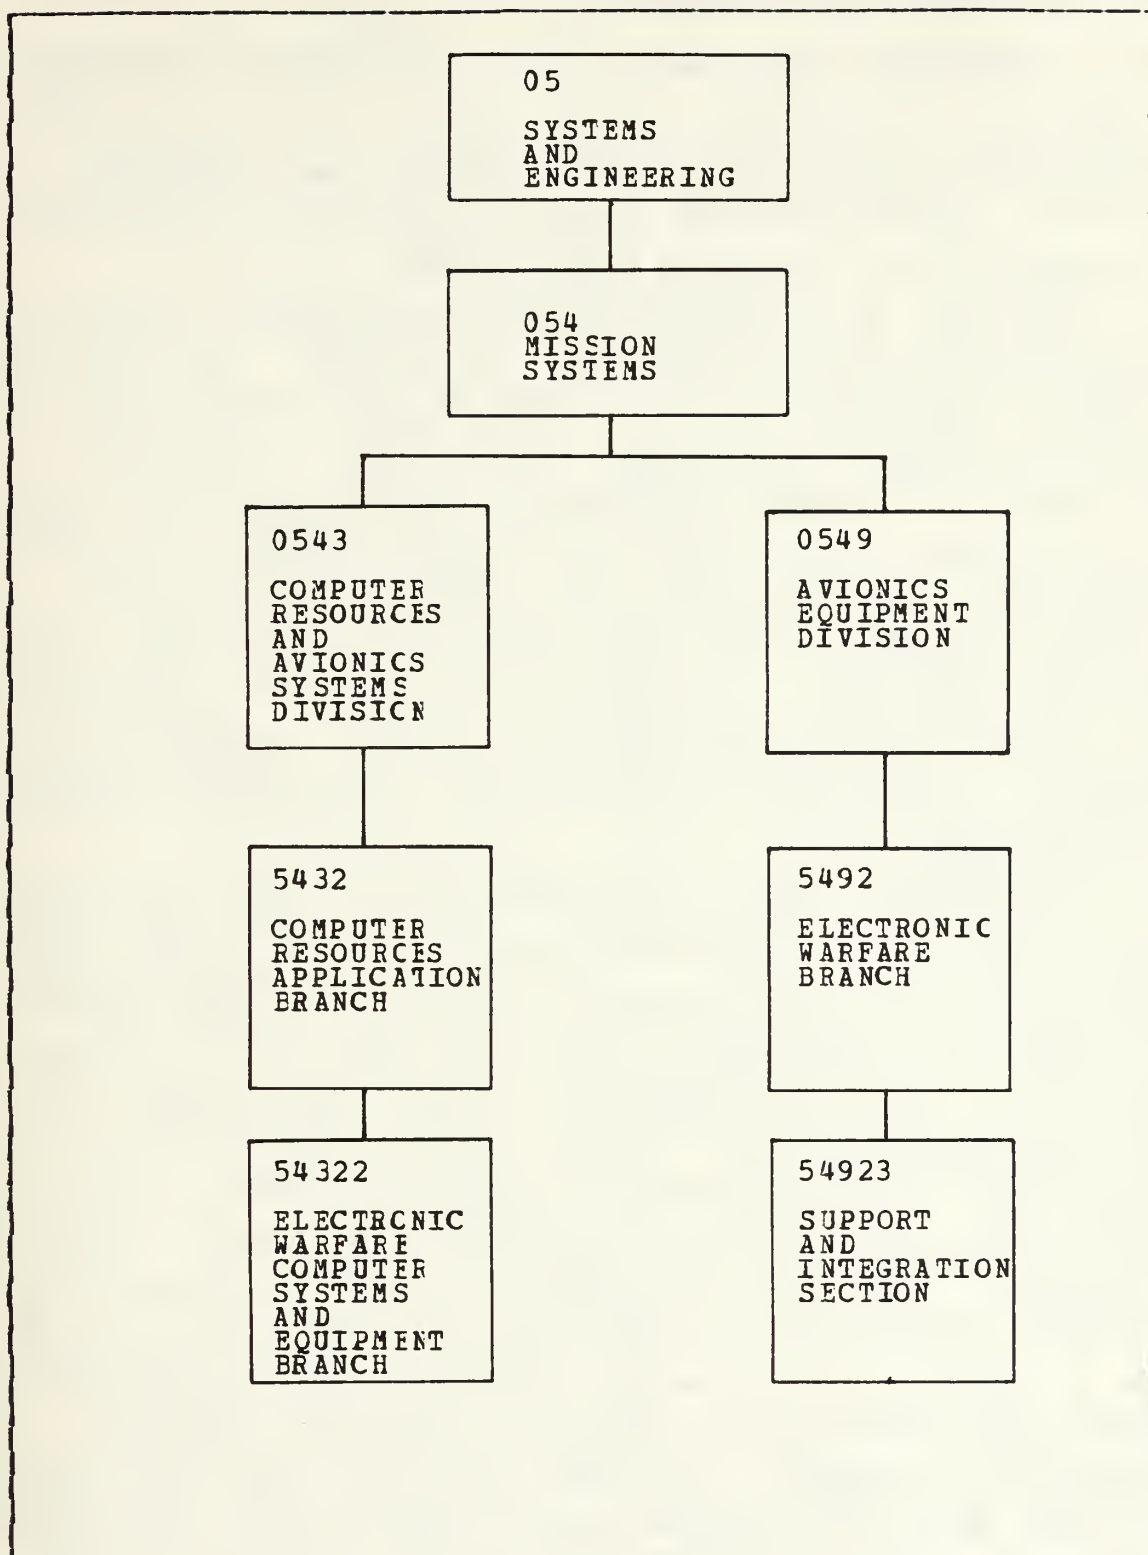 05
SYSTEMS
AND
ENGINEERING
054
MISSION
SYSTEMS
0543
COMPUTER
RESOURCES
AND
AVIONICS
SYSTEMS
DIVISION
0549
AVIONICS
EQUIPMENT
DIVISION
5432
COMPUTER
RESOURCES
APPLICATION
BRANCH
5492
ELECTRONIC
WARFARE
BRANCH
54322
ELECTRONIC
WARFARE
COMPUTER
SYSTEMS
AND
EQUIPMENT
BRANCH
54923
SUPPORT
AND
INTEGRATION
SECTION